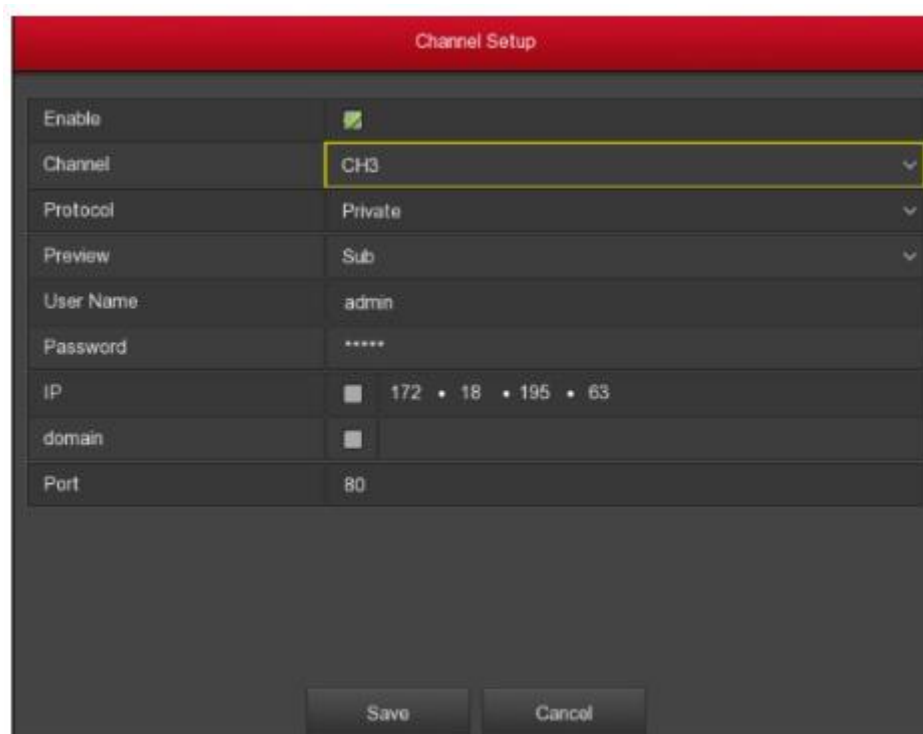 Channel Setup
Enable
Channel CH3
Protocol Private
Preview Sub
User Name admin
Password *****
IP 172 • 18 • 195 • 63
domain
Port 80
Save Cancel